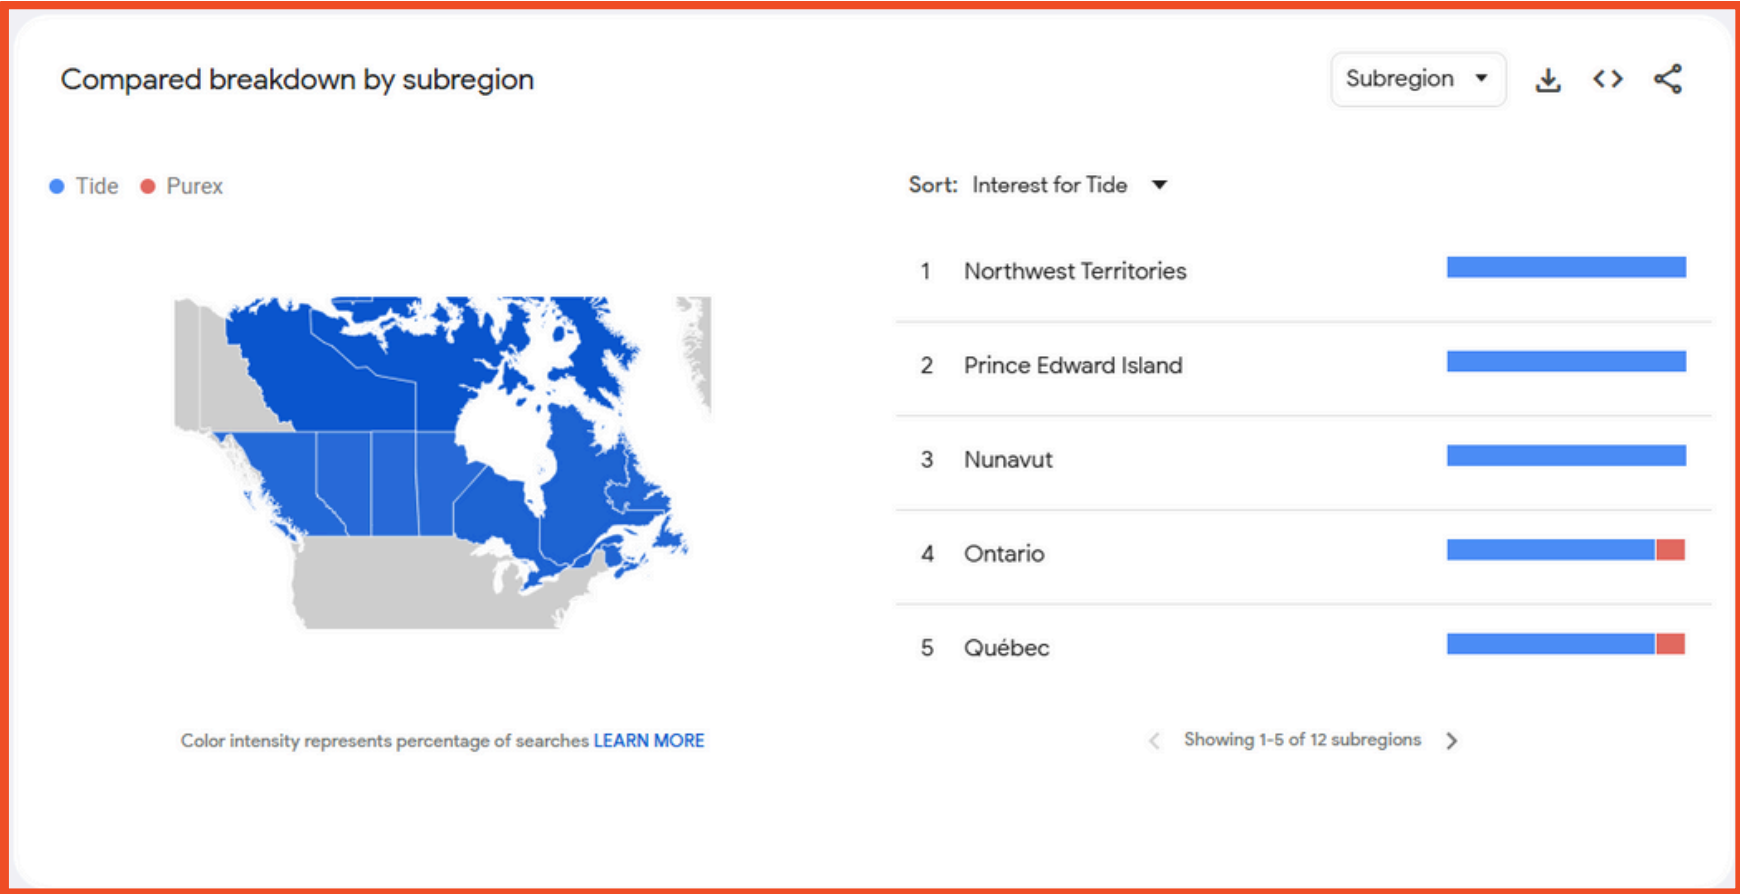 Compared breakdown by subregion
Subregion
Tide Purex
Sort: Interest for Tide
1 Northwest Territories
2 Prince Edward Island
3 Nunavut
4 Ontario
5 Québec
Color intensity represents percentage of searches LEARN MORE
Showing 1-5 of 12 subregions